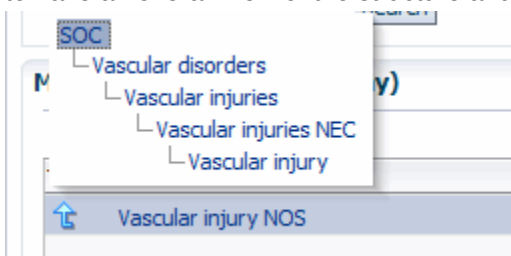 SOC
Vascular disorders
Vascular injuries
Vascular injuries NEC
Vascular injury
M
y)
Vascular injury NOS